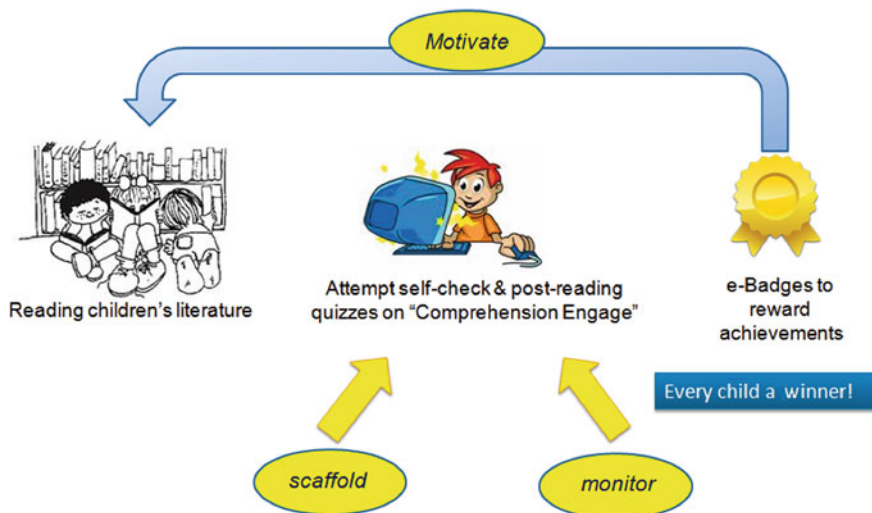 Motivate
Reading children's literature
Attempt self-check & post-reading
quizzes on "Comprehension Engage"
e-Badges to
reward
achievements
Every child a winner!
scaffold
monitor